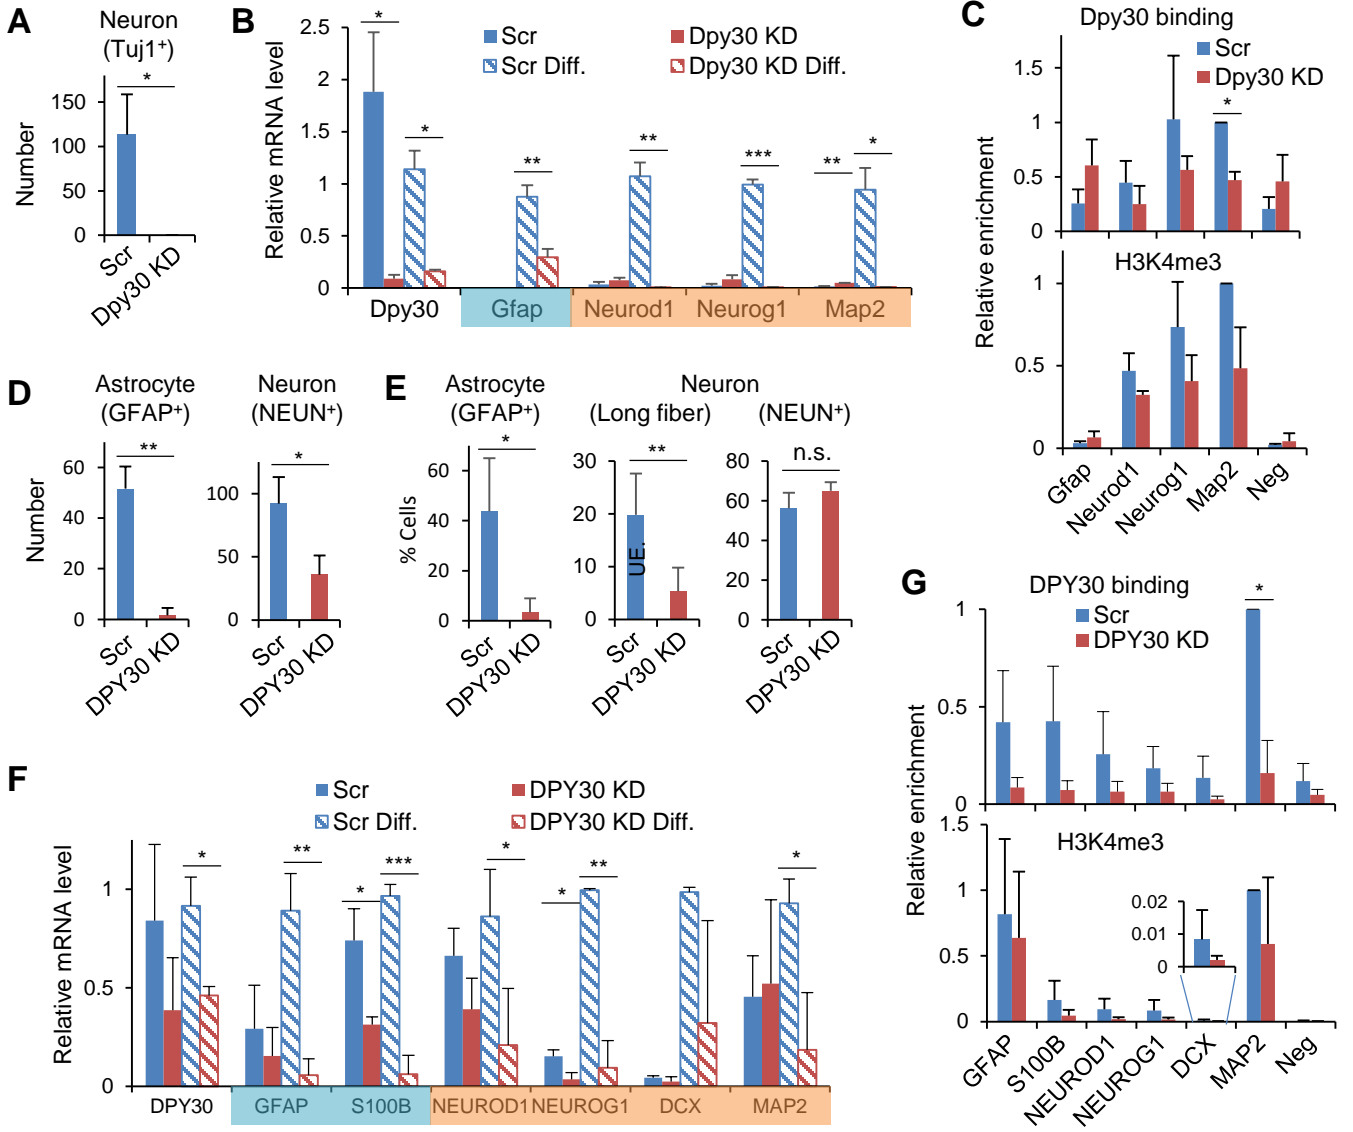 A
Neuron
(Tuj1+)
*
Number
150
100
50
0
Scr
Dpy30 KD
B
Relative mRNA level
2.5
2
1.5
1
0.5
0
Scr
Dpy30 KD
Scr Diff.
Dpy30 KD Diff.
*
*
**
**
***
**
*
Dpy30
Gfap
Neurod1
Neurog1
Map2
C
Dpy30 binding
Scr
Dpy30 KD
*
1.5
1
0.5
0
Relative enrichment
H3K4me3
1
0.5
0
Gfap
Neurod1
Neurog1
Map2
Neg
D
Astrocyte
(GFAP+)
**
Number
60
40
20
0
Scr
DPY30 KD
Neuron
(NEUN+)
*
100
50
0
Scr
DPY30 KD
E
Astrocyte
(GFAP+)
*
% Cells
60
40
20
0
Scr
DPY30 KD
Neuron
(Long fiber)
**
30
20
10
0
UE.
Scr
DPY30 KD
(NEUN+)
n.s.
80
60
40
20
0
Scr
DPY30 KD
F
Scr
DPY30 KD
Scr Diff.
DPY30 KD Diff.
Relative mRNA level
1
0.5
0
*
**
*
***
*
*
**
*
DPY30
GFAP
S100B
NEUROD1
NEUROG1
DCX
MAP2
G
DPY30 binding
Scr
DPY30 KD
*
1
0.5
0
Relative enrichment
H3K4me3
1.5
1
0.5
0
0.02
0.01
0
GFAP
S100B
NEUROD1
NEUROG1
DCX
MAP2
Neg